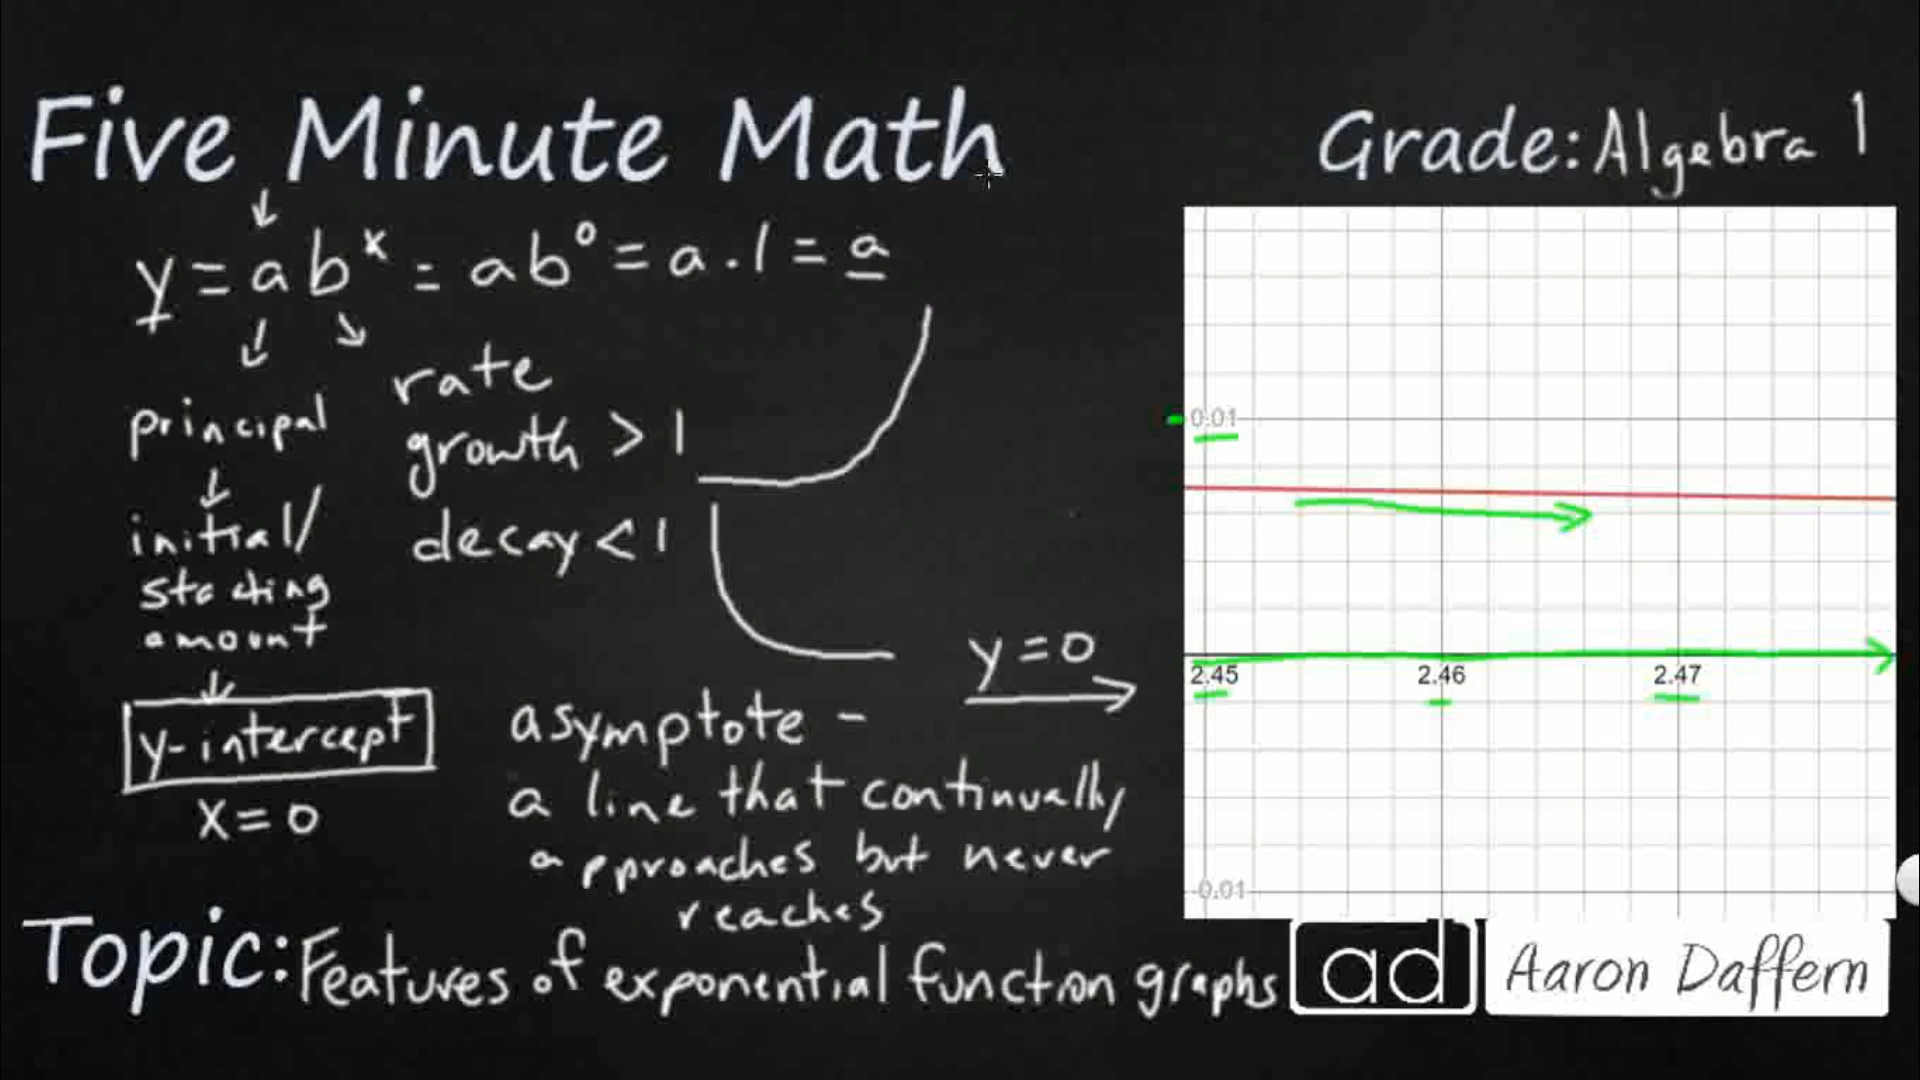 Five Minute Math
Grade: Algebra 1
y = ab^x = ab^0 = a . 1 = a
rate
growth > 1
decay < 1
principal
initial/
starting
amount
y-intercept
x = 0
y = 0
asymptote -
a line that continually
approaches but never
reaches
0.01
2.45 2.46 2.47
-0.01
Topic: Features of exponential function graphs
ad Aaron Daffern